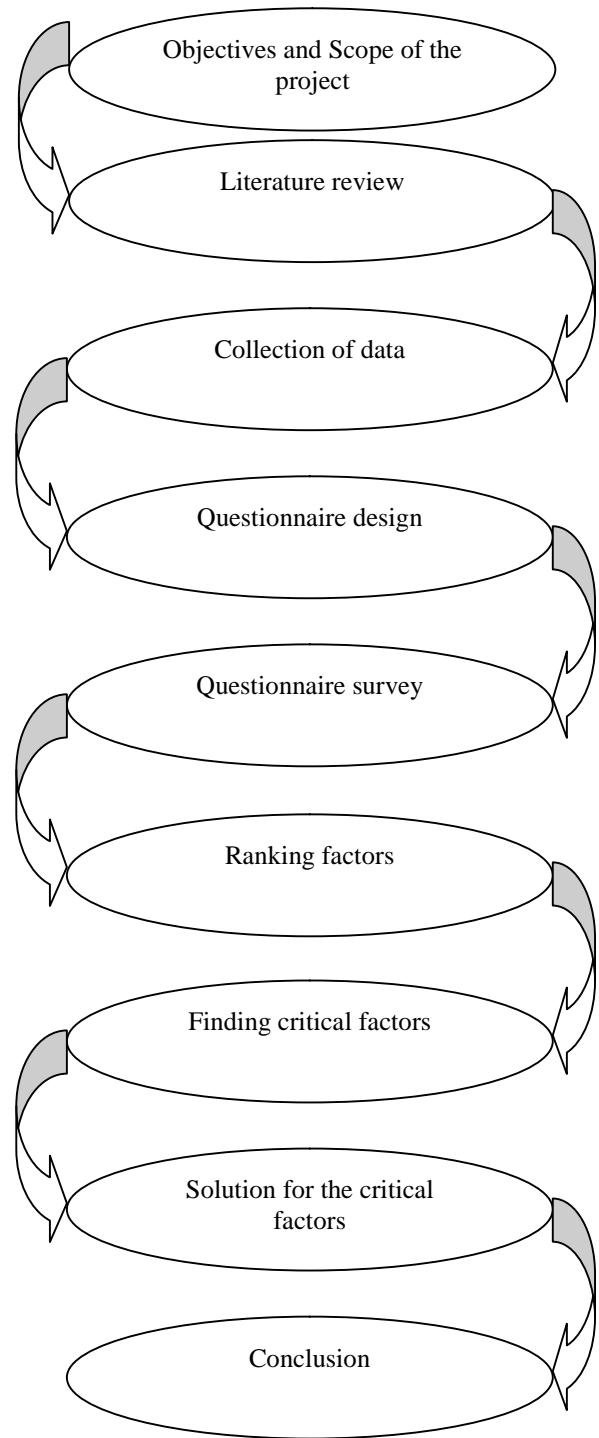 Objectives and Scope of the
project
Literature review
Collection of data
Questionnaire design
Questionnaire survey
Ranking factors
Finding critical factors
Solution for the critical
factors
Conclusion